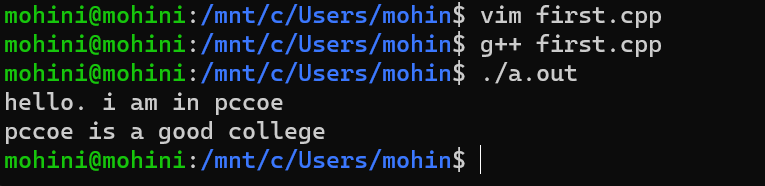 mohini@mohini:/mnt/c/Users/mohin$ vim first.cpp
mohini@mohini:/mnt/c/Users/mohin$ g++ first.cpp
mohini@mohini:/mnt/c/Users/mohin$ ./a.out
hello. i am in pccoe
pccoe is a good college
mohini@mohini:/mnt/c/Users/mohin$